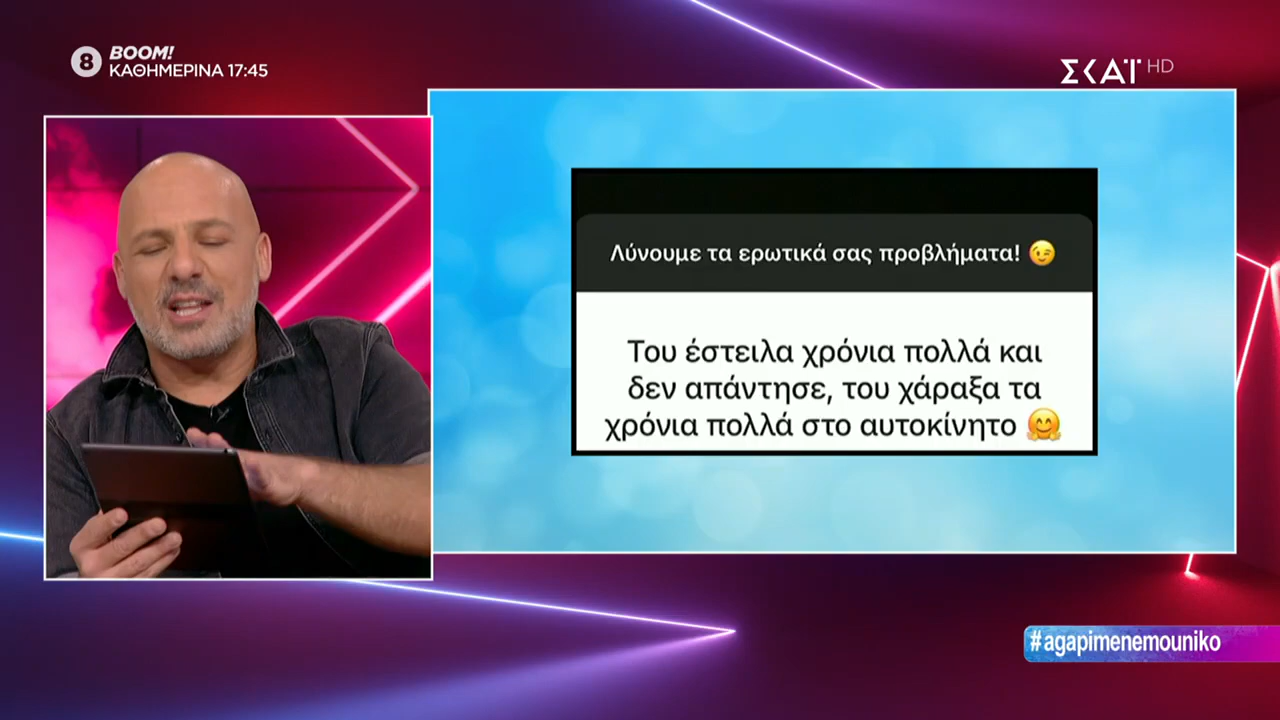 8 BOOM!
ΚΑΘΗΜΕΡΙΝΑ 17:45
ΣΚΑΪ HD
Λύνουμε τα ερωτικά σας προβλήματα! 😉
Του έστειλα χρόνια πολλά και
δεν απάντησε, του χάραξα τα
χρόνια πολλά στο αυτοκίνητο 🤗
#agapimenemouniko